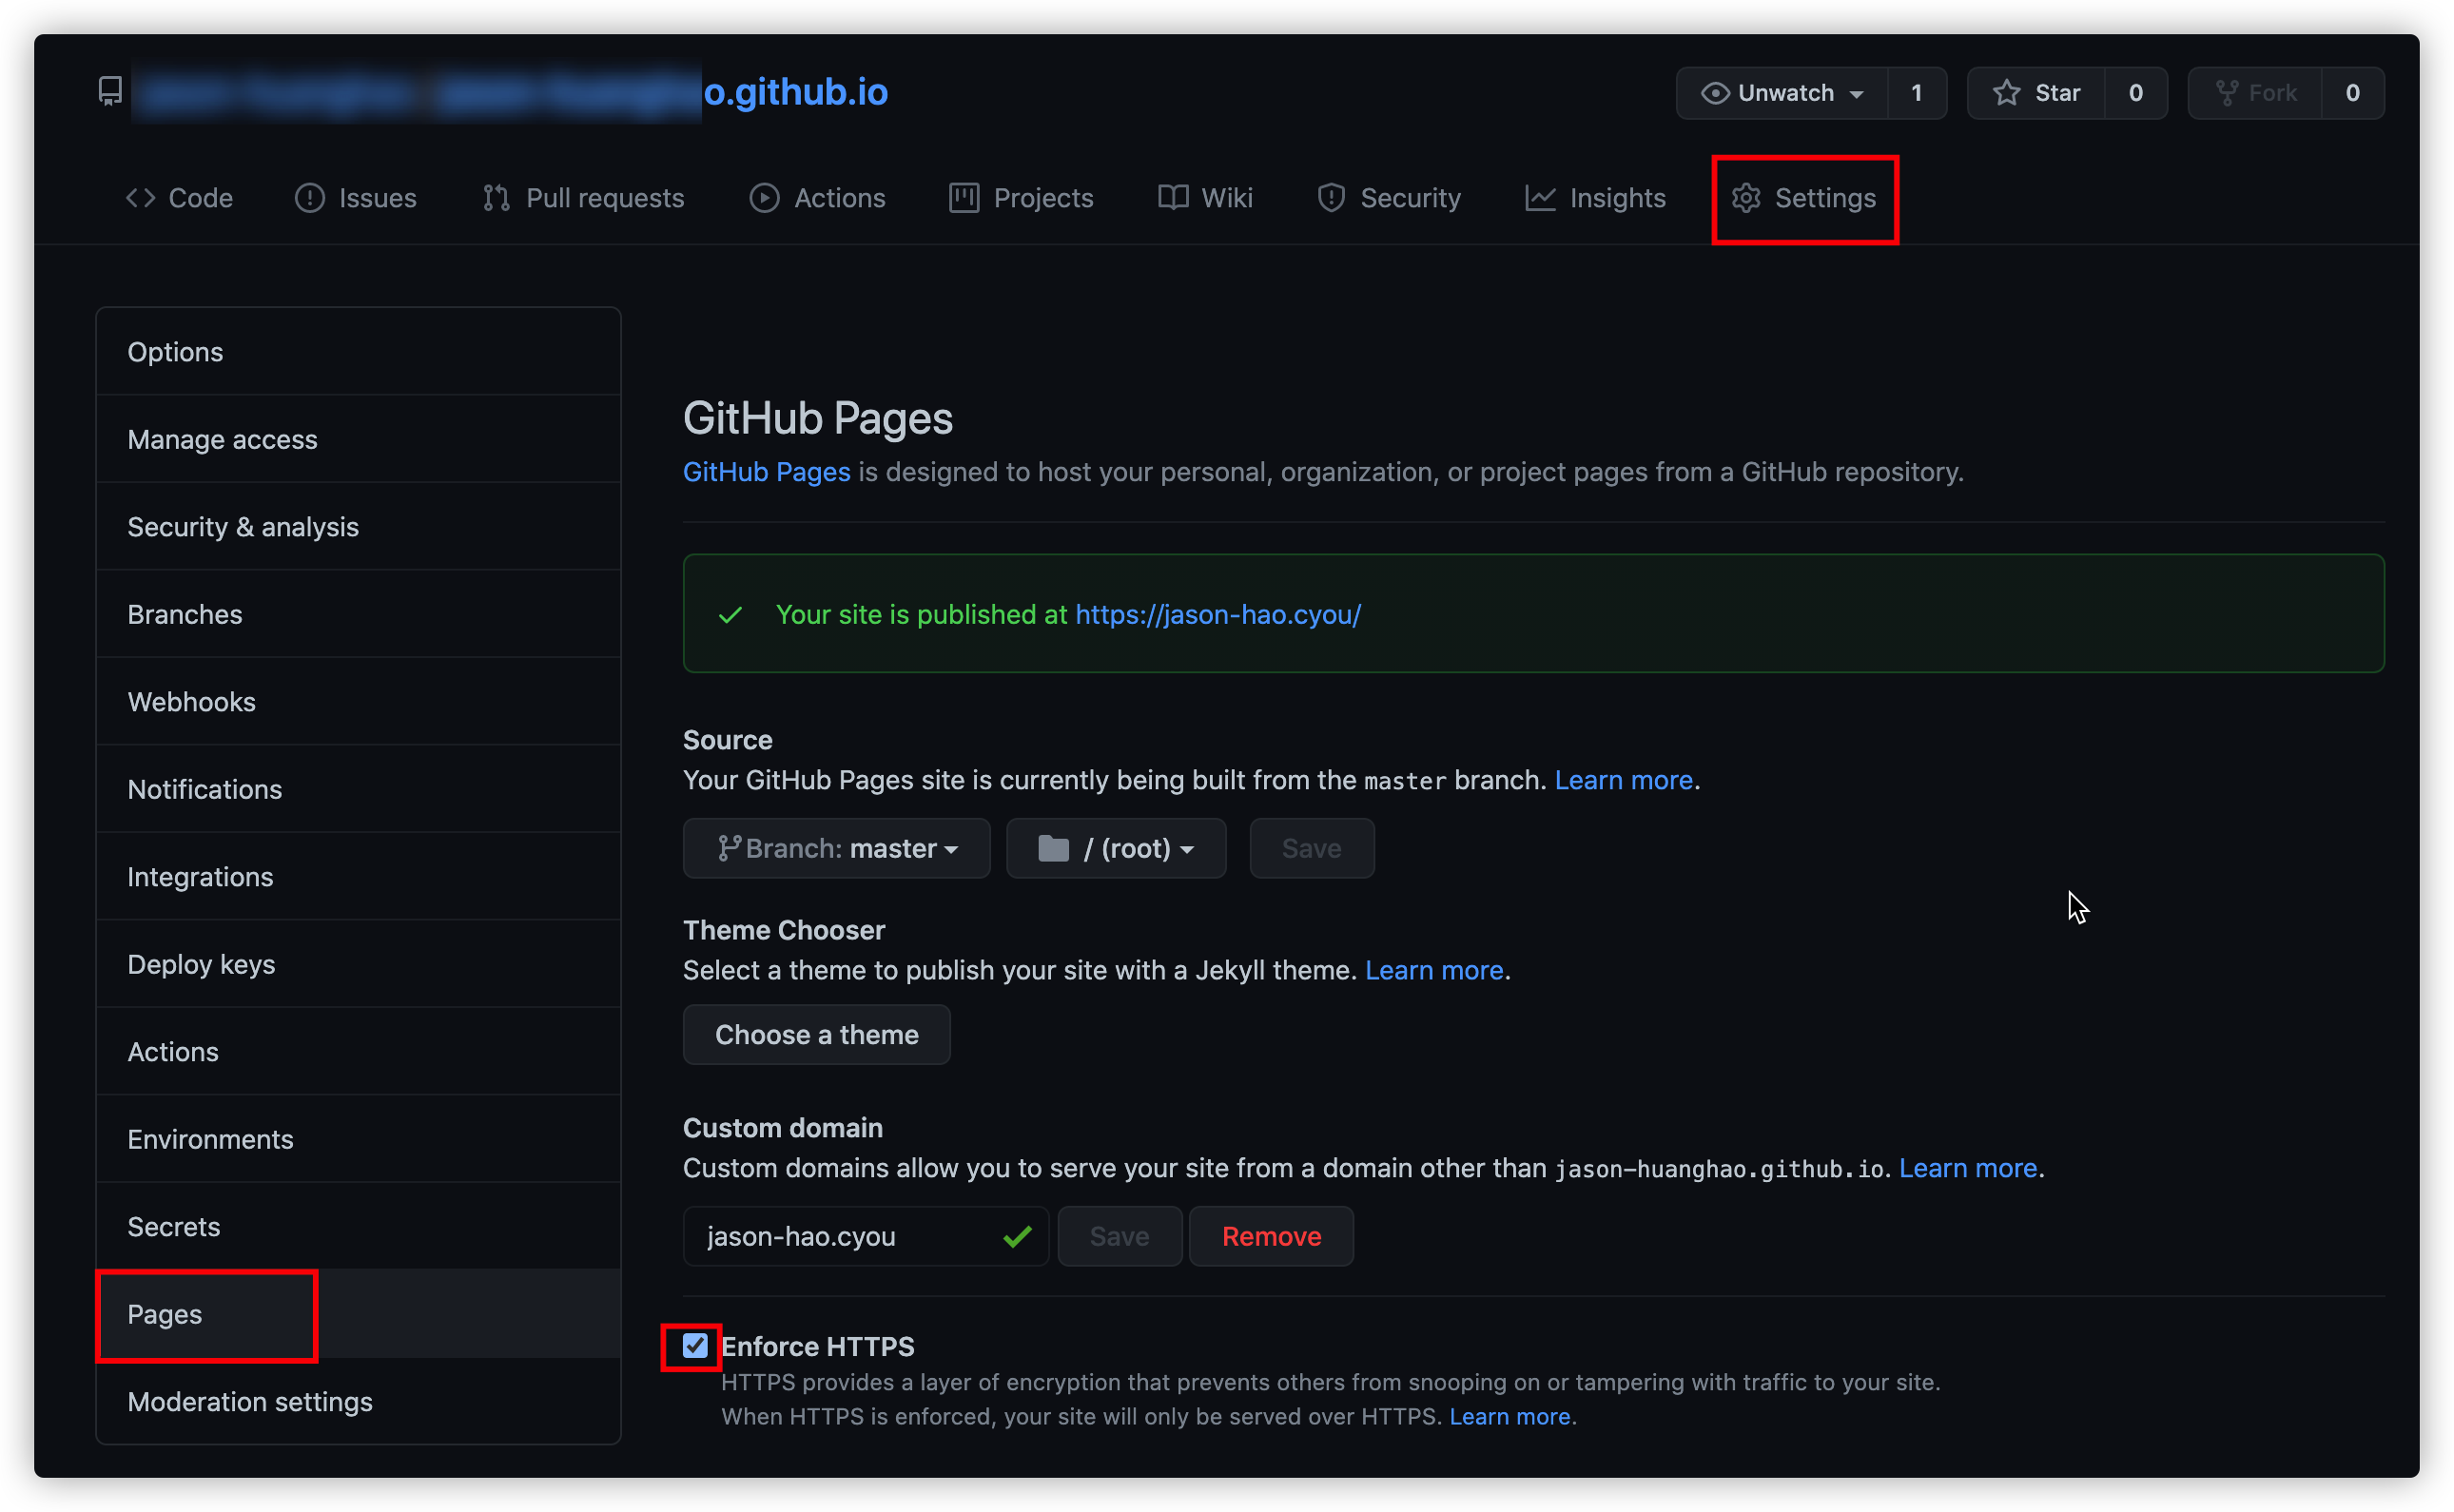 o.github.io
Unwatch 1 Star 0 Fork 0
Code Issues Pull requests Actions Projects Wiki Security Insights Settings
Options
Manage access
Security & analysis
Branches
Webhooks
Notifications
Integrations
Deploy keys
Actions
Environments
Secrets
Pages
Moderation settings
GitHub Pages
GitHub Pages is designed to host your personal, organization, or project pages from a GitHub repository.
Your site is published at https://jason-hao.cyou/
Source
Your GitHub Pages site is currently being built from the master branch. Learn more.
Branch: master / (root) Save
Theme Chooser
Select a theme to publish your site with a Jekyll theme. Learn more.
Choose a theme
Custom domain
Custom domains allow you to serve your site from a domain other than jason-huanghao.github.io. Learn more.
jason-hao.cyou Save Remove
Enforce HTTPS
HTTPS provides a layer of encryption that prevents others from snooping on or tampering with traffic to your site.
When HTTPS is enforced, your site will only be served over HTTPS. Learn more.